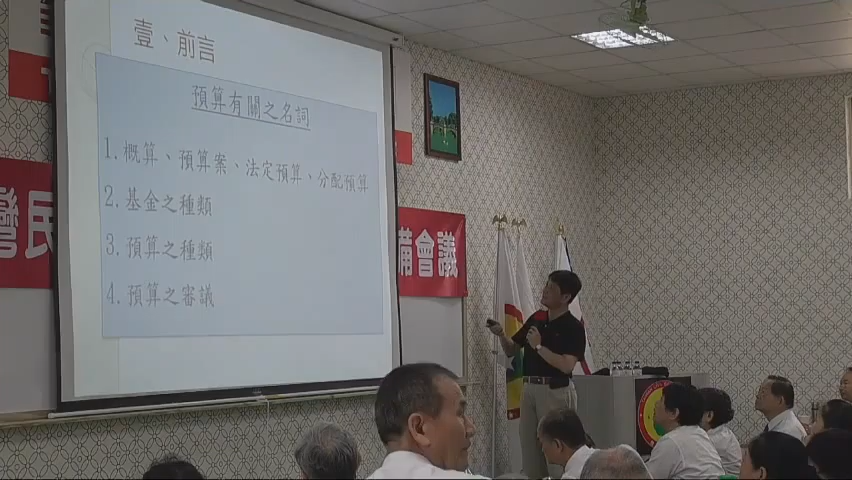 壹、前言
預算有關之名詞
1.概算、預算案、法定預算、分配預算
2.基金之種類
3.預算之種類
4.預算之審議
灣民
備會議